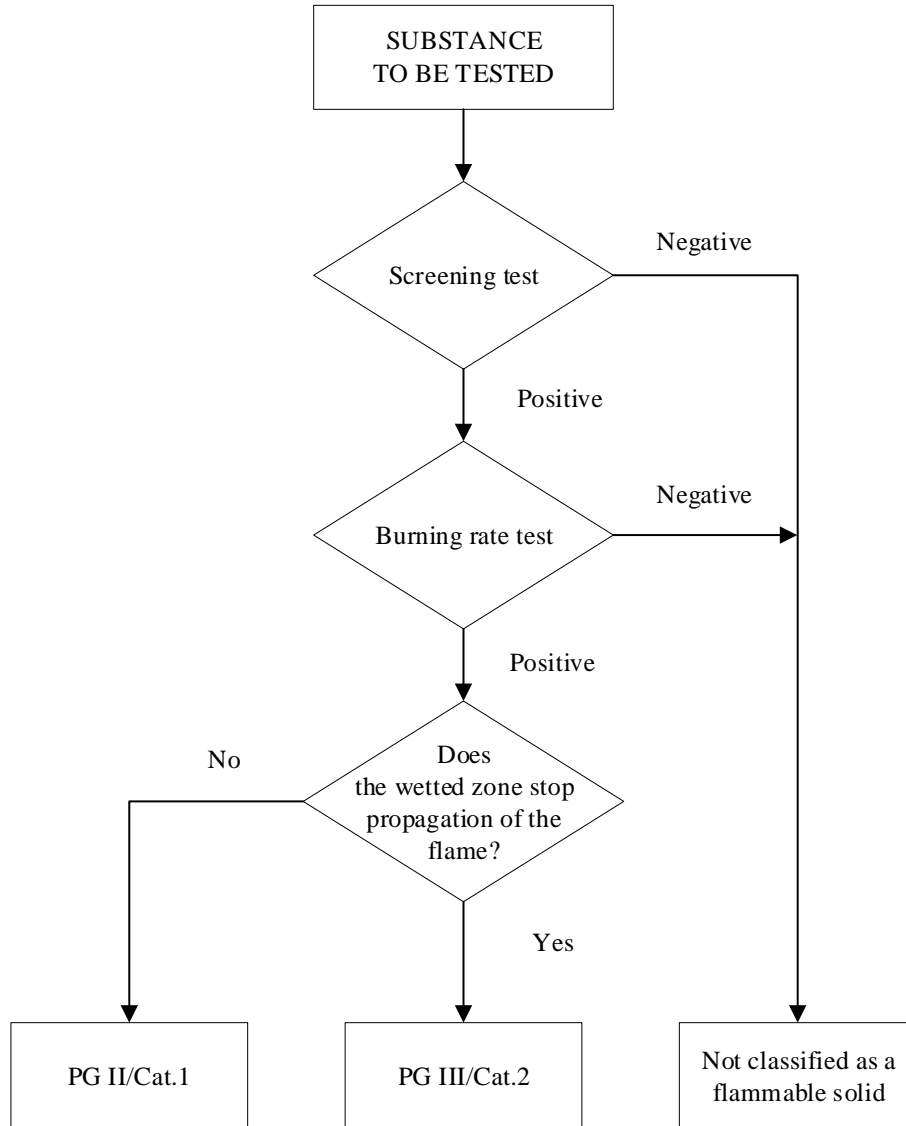 SUBSTANCE
TO BE TESTED
Negative
Screening test
Positive
Negative
Burning rate test
Positive
No
Does
the wetted zone stop
propagation of the
flame?
Yes
PG II/Cat.1
PG III/Cat.2
Not classified as a
flammable solid